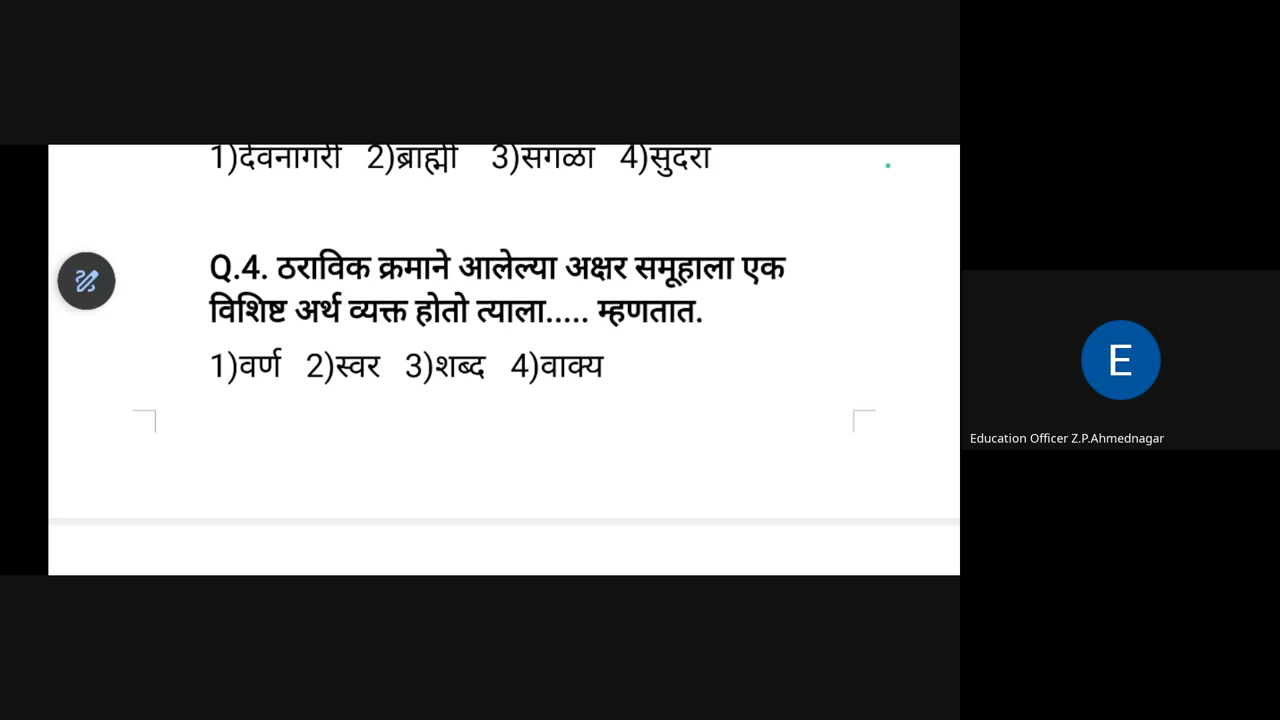 1)देवनागरी 2)ब्राह्मी 3)सगळा 4)सुदरा
Q.4. ठराविक क्रमाने आलेल्या अक्षर समूहाला एक
विशिष्ट अर्थ व्यक्त होतो त्याला..... म्हणतात.
1)वर्ण 2)स्वर 3)शब्द 4)वाक्य
E
Education Officer Z.P.Ahmednagar